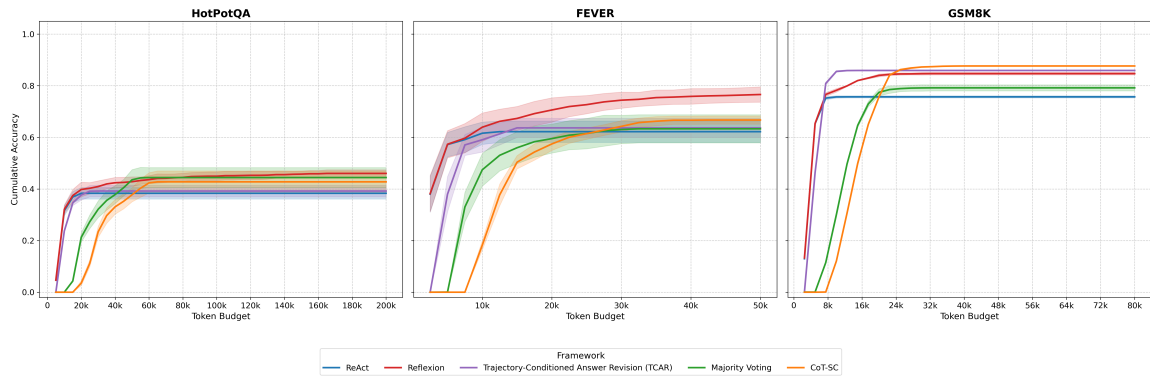 HotPotQA
FEVER
GSM8K
Cumulative Accuracy
1.0
0.8
0.6
0.4
0.2
0.0
0 20k 40k 60k 80k 100k 120k 140k 160k 180k 200k
10k 20k 30k 40k 50k
0 8k 16k 24k 32k 40k 48k 56k 64k 72k 80k
Token Budget
Token Budget
Token Budget
Framework
ReAct Reflexion Trajectory-Conditioned Answer Revision (TCAR) Majority Voting CoT-SC